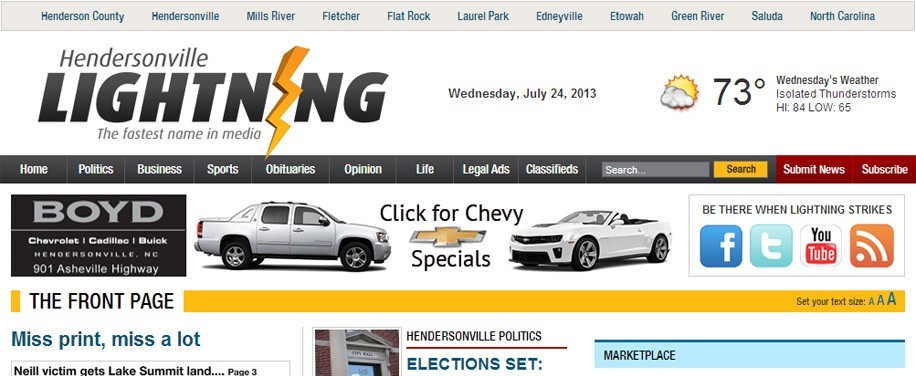 Henderson County Hendersonville Mills River Fletcher Flat Rock Laurel Park Edneyville Etowah Green River Saluda North Carolina
Hendersonville
LIGHTNING
The fastest name in media
Wednesday, July 24, 2013
73°
Wednesday's Weather
Isolated Thunderstorms
HI: 84 LOW: 65
Home Politics Business Sports Obituaries Opinion Life Legal Ads Classifieds Search... Search Submit News Subscribe
BOYD
Chevrolet | Cadillac | Buick
HENDERSONVILLE, NC
901 Asheville Highway
Click for Chevy
Specials
BE THERE WHEN LIGHTNING STRIKES
f t You Tube
THE FRONT PAGE
Set your text size: A A A
Miss print, miss a lot
Neill victim gets Lake Summit land.... Page 3
CITY HALL
HENDERSONVILLE POLITICS
ELECTIONS SET:
MARKETPLACE